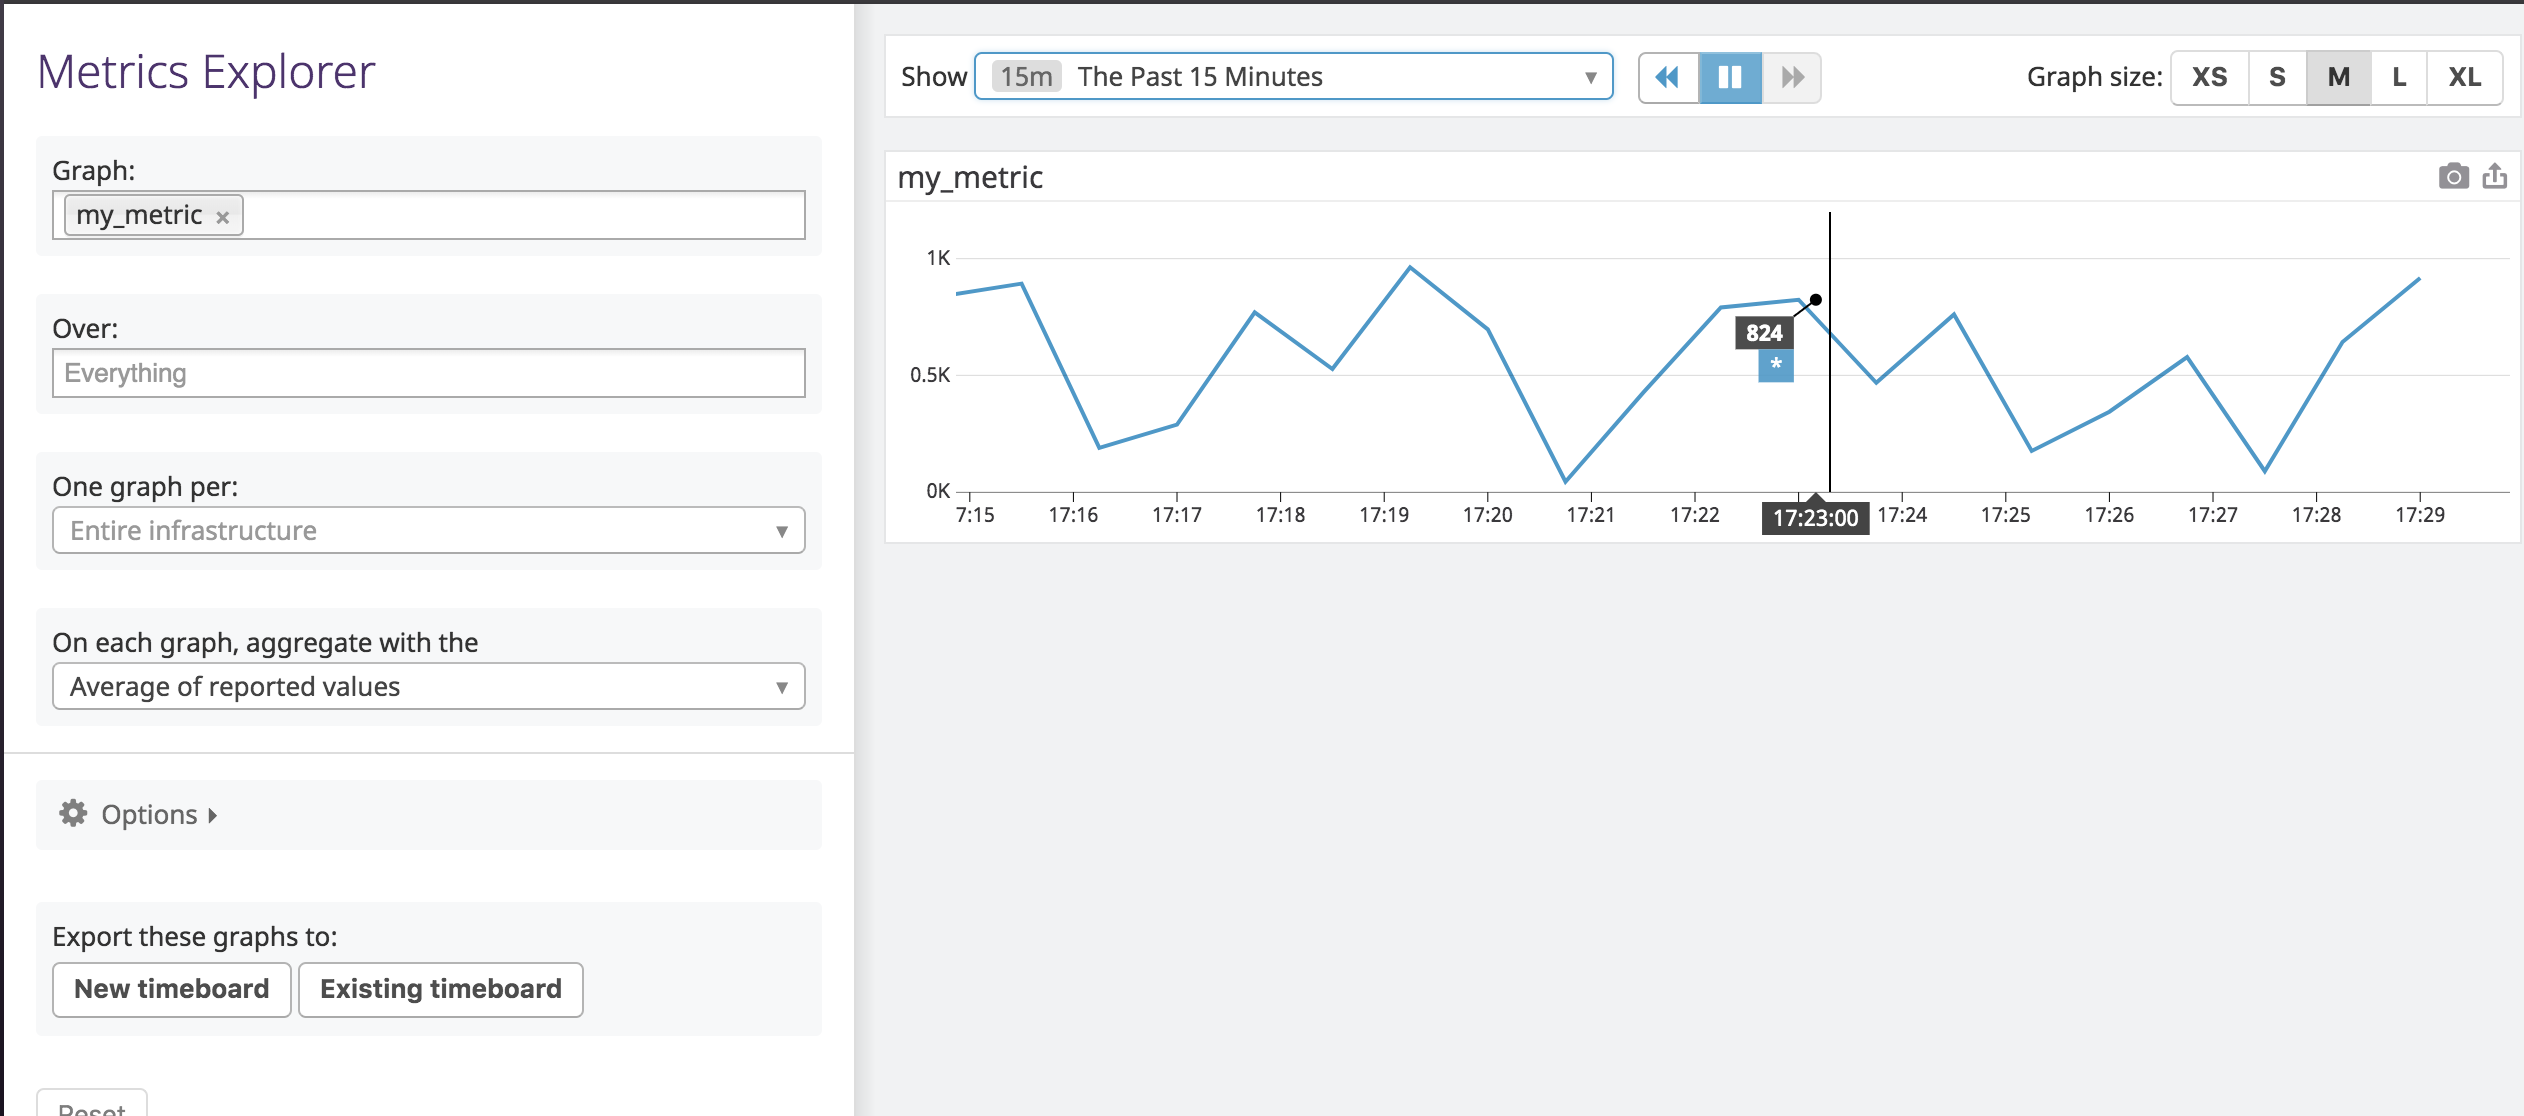 Metrics Explorer
Graph:
my_metric ×
Over:
Everything
One graph per:
Entire infrastructure
On each graph, aggregate with the
Average of reported values
Options
Export these graphs to:
New timeboard Existing timeboard
Reset
Show 15m The Past 15 Minutes
Graph size: XS S M L XL
my_metric
1K
0.5K
0K
824
*
7:15 17:16 17:17 17:18 17:19 17:20 17:21 17:22 17:23:00 17:24 17:25 17:26 17:27 17:28 17:29